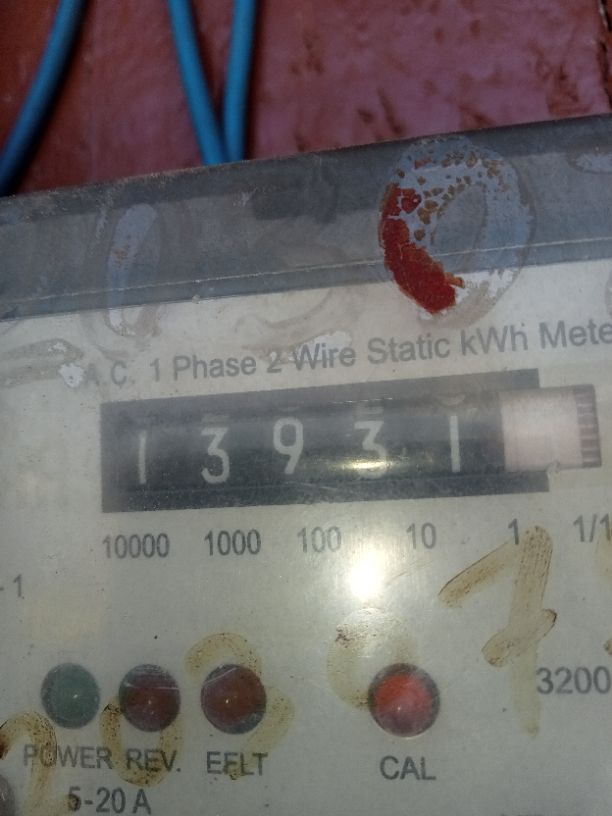 A.C. 1 Phase 2 Wire Static kWh Mete
1 3 9 3 1
10000 1000 100 10 1 1/1
-1
3200
POWER REV. EFLT CAL
5-20 A